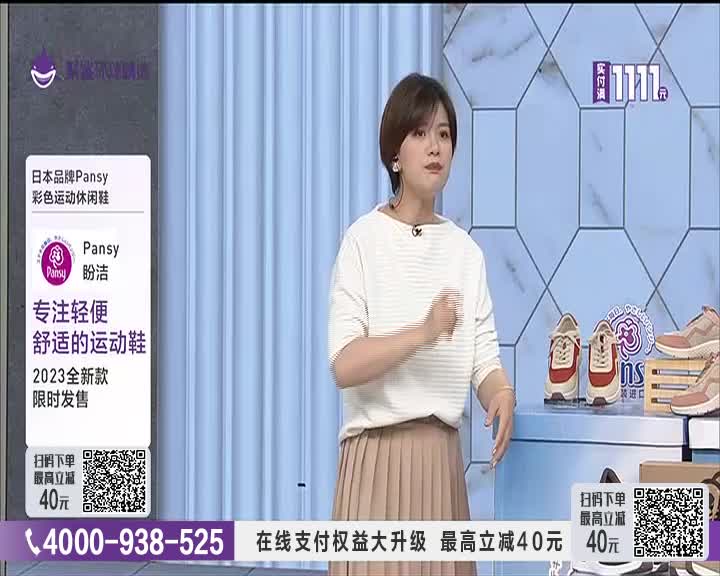 实付满1111元
日本品牌Pansy
彩色运动休闲鞋
Pansy
Pansy
盼洁
专注轻便
舒适的运动鞋
2023全新款
限时发售
扫码下单
最高立减
40元
扫码下单
最高立减
40元
4000-938-525
在线支付权益大升级 最高立减40元